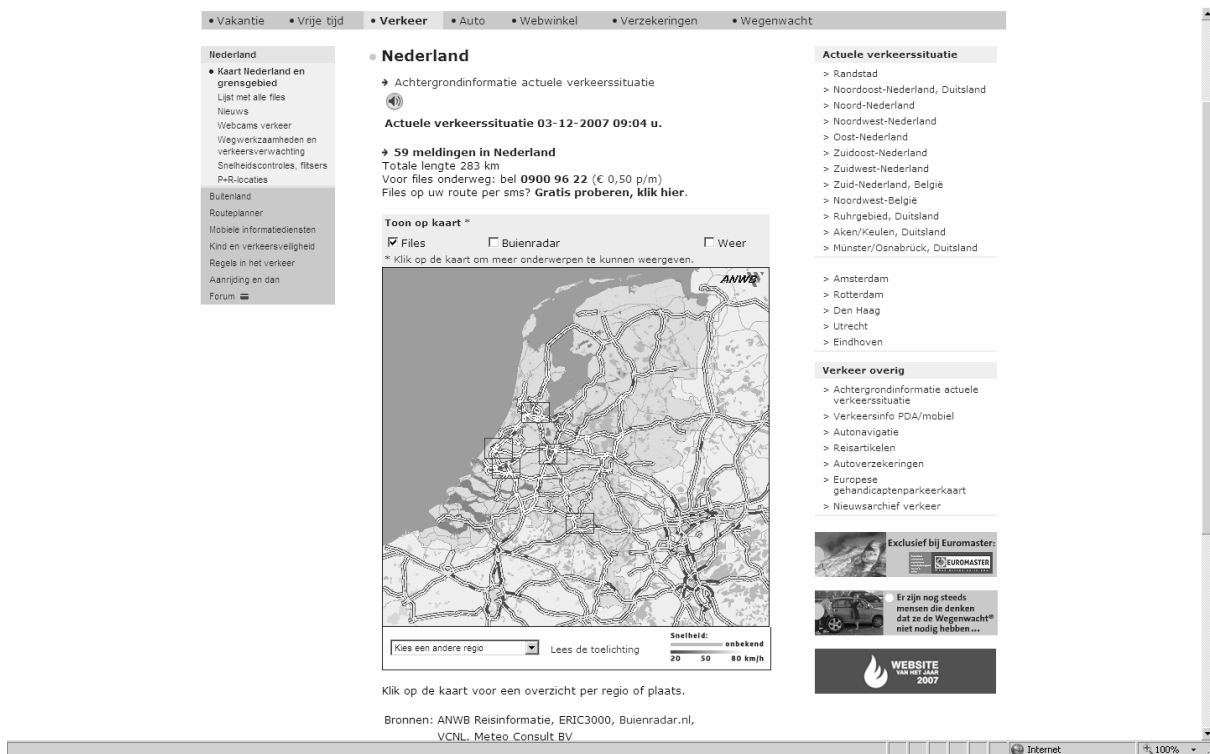 Vakantie
Vrije tijd
Verkeer
Auto
Webwinkel
Verzekeringen
Wegenwacht
Nederland
Kaart Nederland en
grensgebied
Lijst met alle files
Nieuws
Webcams verkeer
Wegwerkzaamheden en
verkeersverwachting
Snelheidscontroles, flitsers
P+R-locaties
Buitenland
Routeplanner
Mobiele informatiediensten
Kind en verkeersveiligheid
Regels in het verkeer
Aanrijding en dan
Forum
Nederland
Achtergrondinformatie actuele verkeerssituatie
Actuele verkeerssituatie 03-12-2007 09:04 u.
59 meldingen in Nederland
Totale lengte 283 km
Voor files onderweg: bel 0900 96 22 (€ 0,50 p/m)
Files op uw route per sms? Gratis proberen, klik hier.
Toon op kaart *
Files
Buienradar
Weer
* Klik op de kaart om meer onderwerpen te kunnen weergeven.
ANWB
Kies een andere regio
Lees de toelichting
Snelheid:
onbekend
20 50 80 km/h
Klik op de kaart voor een overzicht per regio of plaats.
Bronnen: ANWB Reisinformatie, ERIC3000, Buienradar.nl,
VCNL, Meteo Consult BV
Actuele verkeerssituatie
> Randstad
> Noordoost-Nederland, Duitsland
> Noord-Nederland
> Noordwest-Nederland
> Oost-Nederland
> Zuidoost-Nederland
> Zuidwest-Nederland
> Zuid-Nederland, België
> Noordwest-België
> Ruhrgebied, Duitsland
> Aken/Keulen, Duitsland
> Münster/Osnabrück, Duitsland
> Amsterdam
> Rotterdam
> Den Haag
> Utrecht
> Eindhoven
Verkeer overig
> Achtergrondinformatie actuele
verkeerssituatie
> Verkeersinfo PDA/mobiel
> Autonavigatie
> Reisartikelen
> Autoverzekeringen
> Europese
gehandicaptenparkeerkaart
> Nieuwsarchief verkeer
Exclusief bij Euromaster:
EUROMASTER
Er zijn nog steeds
mensen die denken
dat ze de Wegenwacht®
niet nodig hebben...
WEBSITE
VAN HET JAAR
2007
Internet
100%